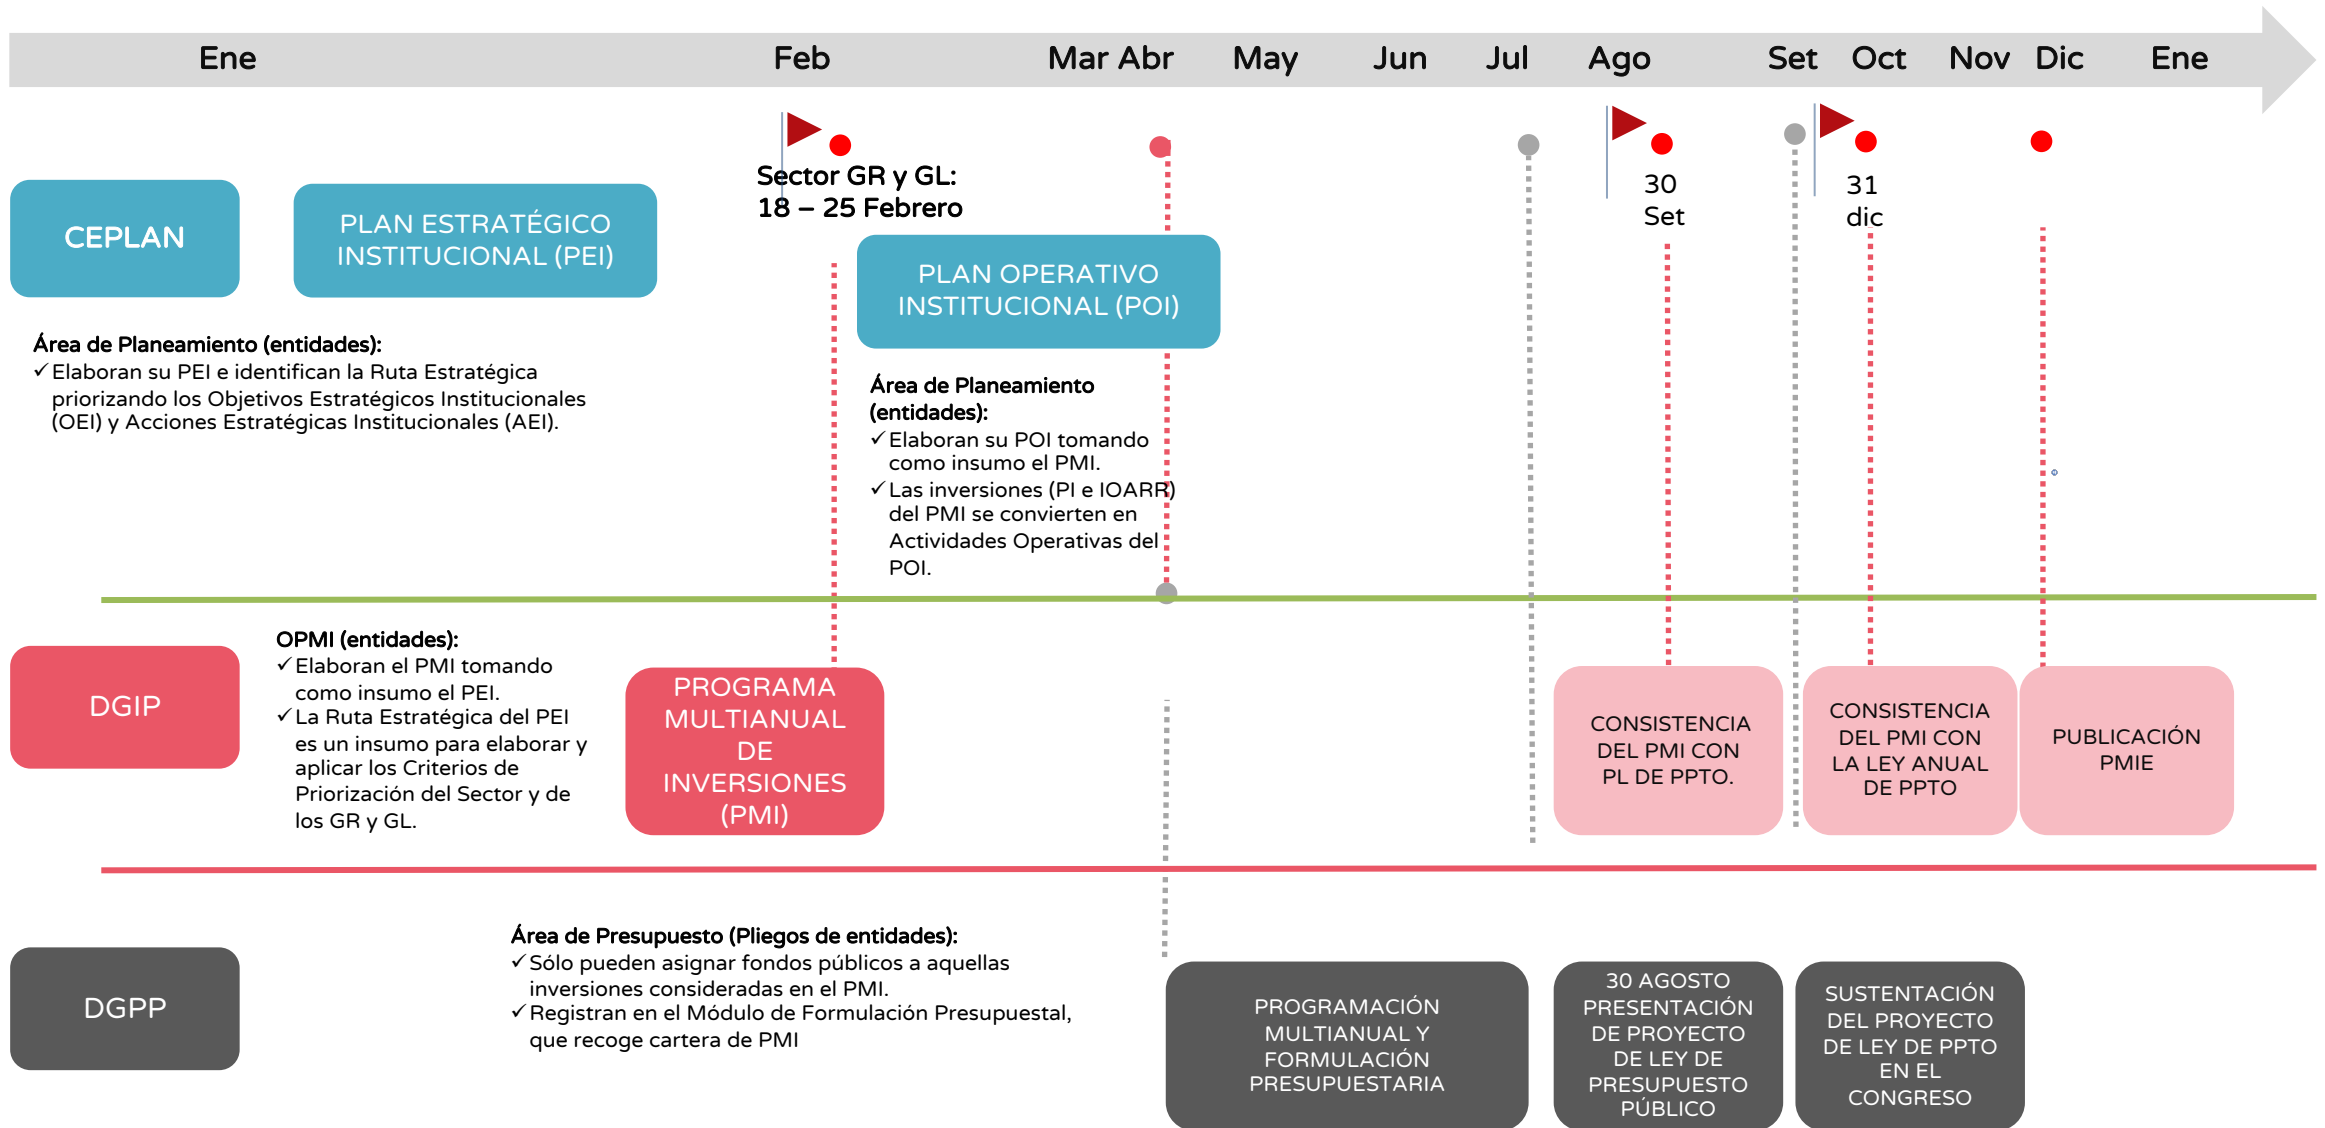 Ene Feb Mar Abr May Jun Jul Ago Set Oct Nov Dic Ene
Sector GR y GL:
18 – 25 Febrero
30
Set
31
dic
CEPLAN
PLAN ESTRATÉGICO
INSTITUCIONAL (PEI)
PLAN OPERATIVO
INSTITUCIONAL (POI)
Área de Planeamiento (entidades):
✓Elaboran su PEI e identifican la Ruta Estratégica
priorizando los Objetivos Estratégicos Institucionales
(OEI) y Acciones Estratégicas Institucionales (AEI).
Área de Planeamiento
(entidades):
✓Elaboran su POI tomando
como insumo el PMI.
✓Las inversiones (PI e IOARR)
del PMI se convierten en
Actividades Operativas del
POI.
DGIP
OPMI (entidades):
✓Elaboran el PMI tomando
como insumo el PEI.
✓La Ruta Estratégica del PEI
es un insumo para elaborar y
aplicar los Criterios de
Priorización del Sector y de
los GR y GL.
PROGRAMA
MULTIANUAL
DE
INVERSIONES
(PMI)
CONSISTENCIA
DEL PMI CON
PL DE PPTO.
CONSISTENCIA
DEL PMI CON
LA LEY ANUAL
DE PPTO
PUBLICACIÓN
PMIE
DGPP
Área de Presupuesto (Pliegos de entidades):
✓Sólo pueden asignar fondos públicos a aquellas
inversiones consideradas en el PMI.
✓Registran en el Módulo de Formulación Presupuestal,
que recoge cartera de PMI
PROGRAMACIÓN
MULTIANUAL Y
FORMULACIÓN
PRESUPUESTARIA
30 AGOSTO
PRESENTACIÓN
DE PROYECTO
DE LEY DE
PRESUPUESTO
PÚBLICO
SUSTENTACIÓN
DEL PROYECTO
DE LEY DE PPTO
EN EL
CONGRESO